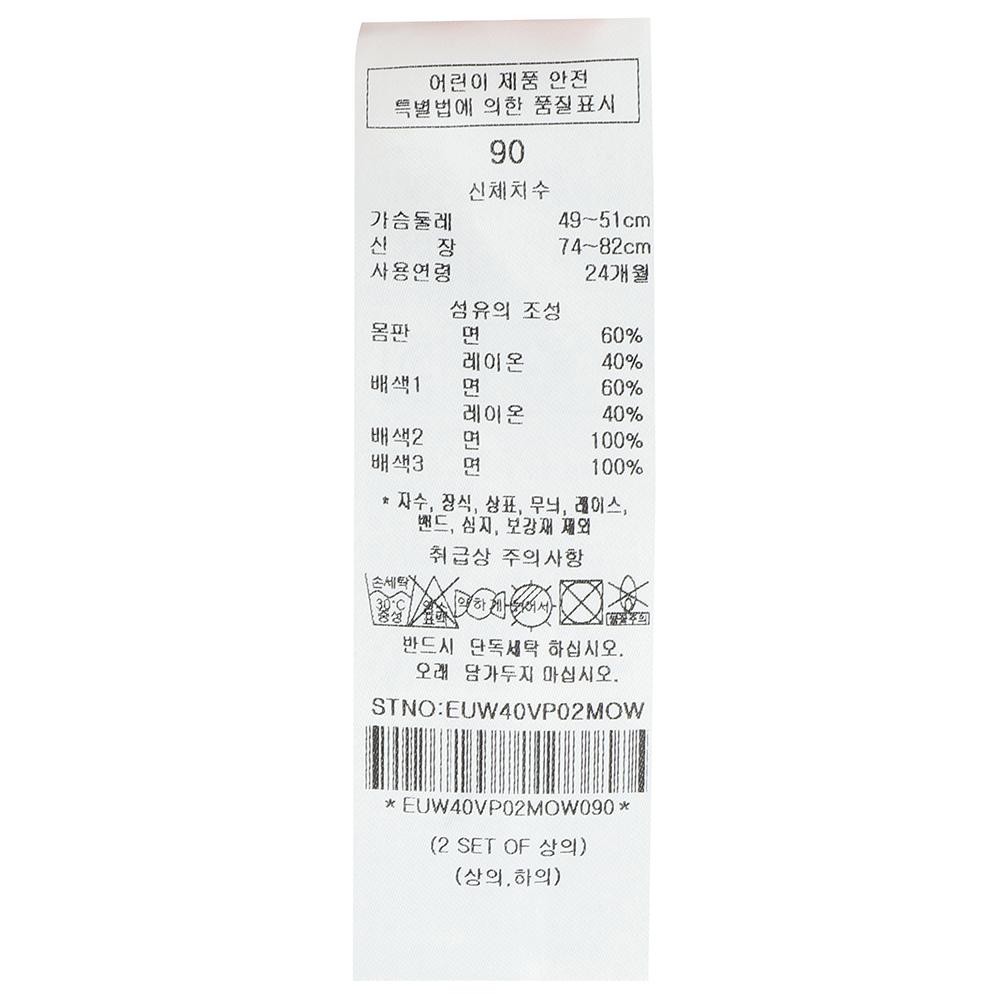 어린이 제품 안전
특별법에 의한 품질표시
90
신체치수
가슴둘레 49~51cm
신 장 74~82cm
사용연령 24개월
섬유의 조성
몸판 면 60%
레이온 40%
배색1 면 60%
레이온 40%
배색2 면 100%
배색3 면 100%
* 자수, 장식, 상표, 무늬, 레이스,
밴드, 심지, 보강재 제외
취급상 주의사항
손세탁
30°C
중성
염소
표백
약하게
뉘어서
반드시 단독세탁 하십시오.
오래 담가두지 마십시오.
STNO:EUW40VP02MOW
*EUW40VP02MOW090*
(2 SET OF 상의)
(상의,하의)